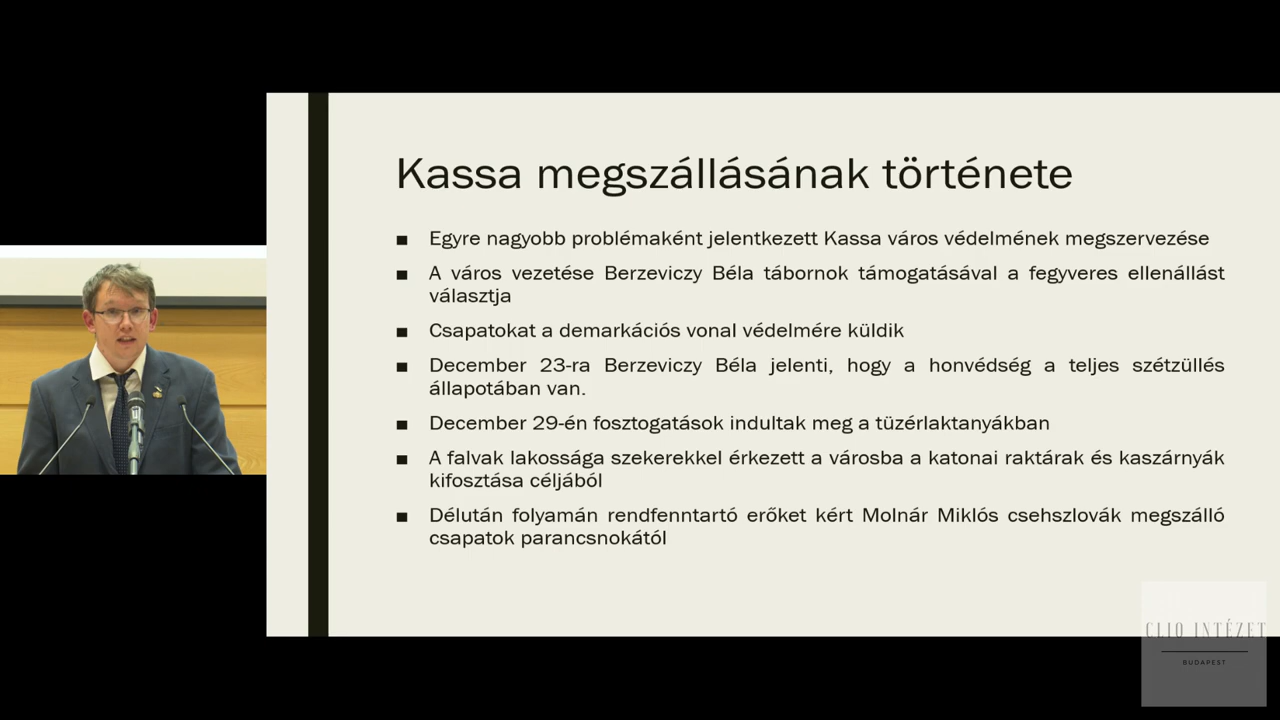 Kassa megszállásának története
■ Egyre nagyobb problémaként jelentkezett Kassa város védelmének megszervezése
■ A város vezetése Berzeviczy Béla tábornok támogatásával a fegyveres ellenállást
választja
■ Csapatokat a demarkációs vonal védelmére küldik
■ December 23-ra Berzeviczy Béla jelenti, hogy a honvédség a teljes szétzüllés
állapotában van.
■ December 29-én fosztogatások indultak meg a tüzérlaktanyákban
■ A falvak lakossága szekerekkel érkezett a városba a katonai raktárak és kaszárnyák
kifosztása céljából
■ Délután folyamán rendfenntartó erőket kért Molnár Miklós csehszlovák megszálló
csapatok parancsnokától
CLIO INTÉZET
BUDAPEST